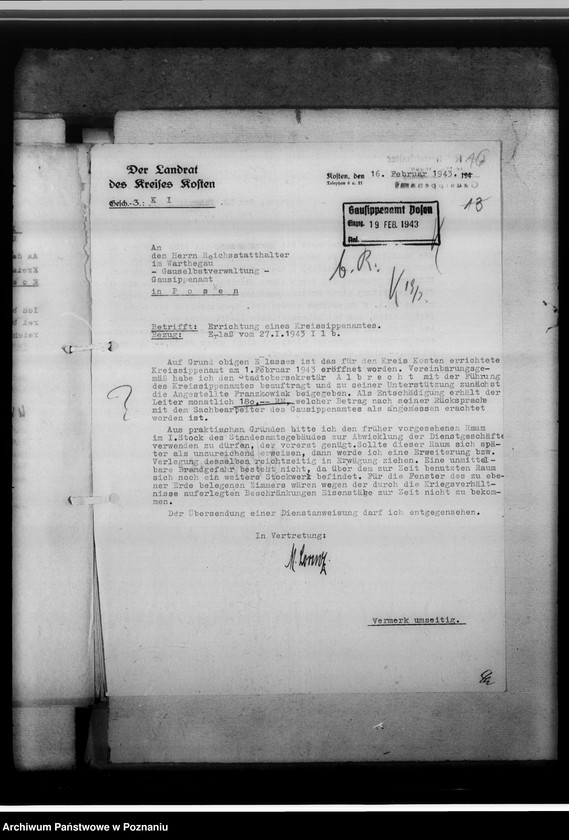 Der Landrat
des Kreises Kosten
Gesch.-Z.: K I
Kosten, den 16. Februar 1943. 194
Telephon
Gausippenamt Posen
Eingeg. 19 FEB. 1943
18
b. R.
K 19/2.
An
den Herrn Reichsstatthalter
im Warthegau
- Gauselbstverwaltung -
Gausippenamt
in Posen
Betrifft: Errichtung eines Kreissippenamtes.
Bezug: Erlaß vom 27.I.1943 I 1 b.
Auf Grund obigen Erlasses ist das für den Kreis Kosten errichtete
Kreissippenamt am 1.Februar 1943 eröffnet worden. Vereinbarungsge-
mäß habe ich den Stadtobersekretär A l b r e c h t mit der Führung
des Kreissippenamtes beauftragt und zu seiner Unterstützung zunächst
die Angestellte Franzkowiak beigegeben. Als Entschädigung erhält der
Leiter monatlich 180.-- RM, welcher Betrag nach seiner Rücksprache
mit dem Sachbearbeiter des Gausippenamtes als angemessen erachtet
worden ist.
Aus praktischen Gründen bitte ich den früher vorgesehenen Raum
im I.Stock des Standesamtsgebäudes zur Abwicklung der Dienstgeschäfte
verwenden zu dürfen, der vorerst genügt.Sollte dieser Raum sich spä-
ter als unzureichend erweisen, dann werde ich eine Erweiterung bzw.
Verlegung desselben rechtzeitig in Erwägung ziehen. Eine unmittel-
bare Brandgefahr besteht nicht, da über dem zur Zeit benutzten Raum
sich noch ein weiters Stockwerk befindet. Für die Fenster des zu ebe-
ner Erde belegenen Zimmers wären wegen der durch die Kriegsverhält-
nisse auferlegten Beschränkungen Eisenstäbe zur Zeit nicht zu bekom-
men.
Der Übersendung einer Dienstanweisung darf ich entgegensehen.
In Vertretung:
Vermerk umseitig.
Archiwum Państwowe w Poznaniu